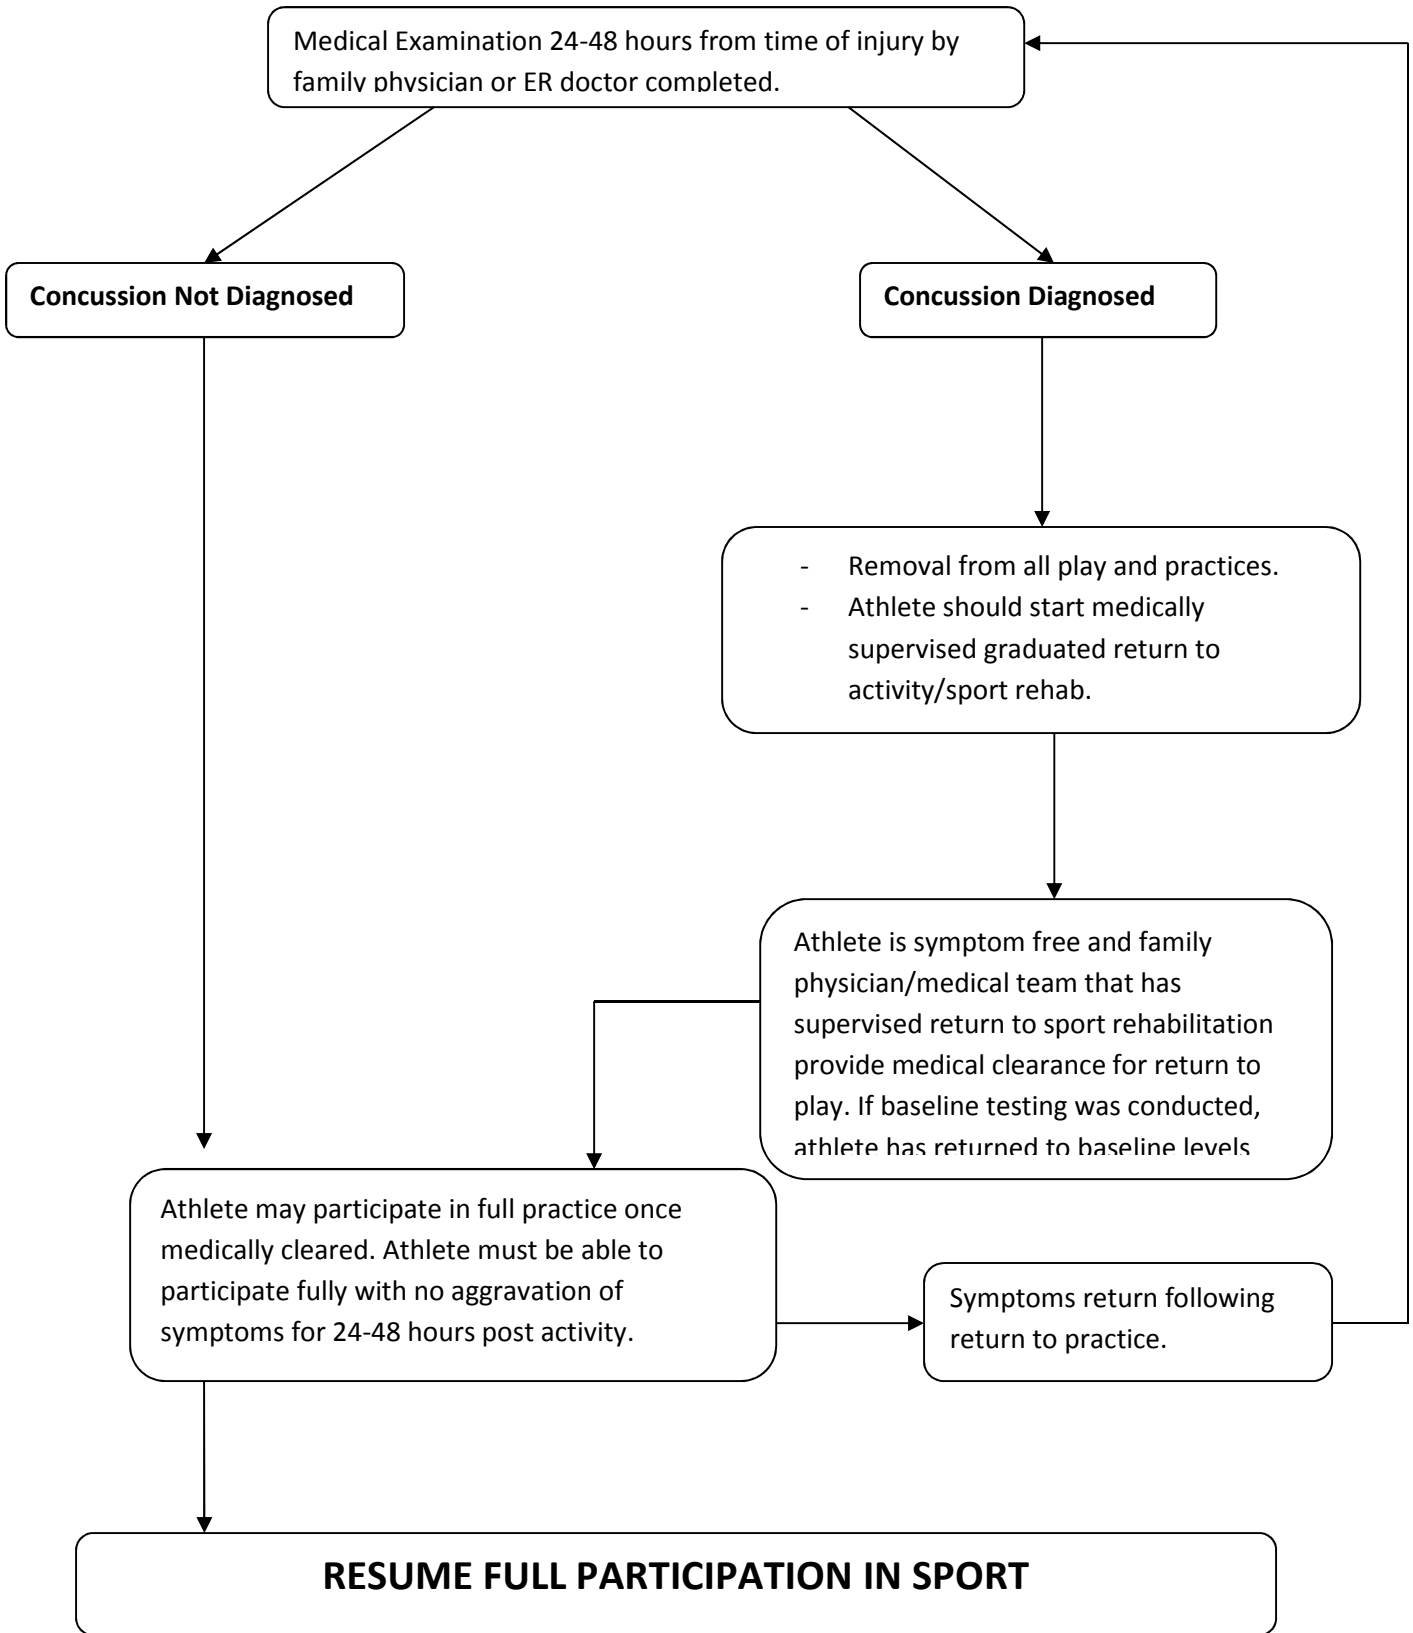 Medical Examination 24-48 hours from time of injury by
family physician or ER doctor completed.
Concussion Not Diagnosed
Concussion Diagnosed
- Removal from all play and practices.
- Athlete should start medically
supervised graduated return to
activity/sport rehab.
Athlete is symptom free and family
physician/medical team that has
supervised return to sport rehabilitation
provide medical clearance for return to
play. If baseline testing was conducted,
athlete has returned to baseline levels
Athlete may participate in full practice once
medically cleared. Athlete must be able to
participate fully with no aggravation of
symptoms for 24-48 hours post activity.
Symptoms return following
return to practice.
RESUME FULL PARTICIPATION IN SPORT